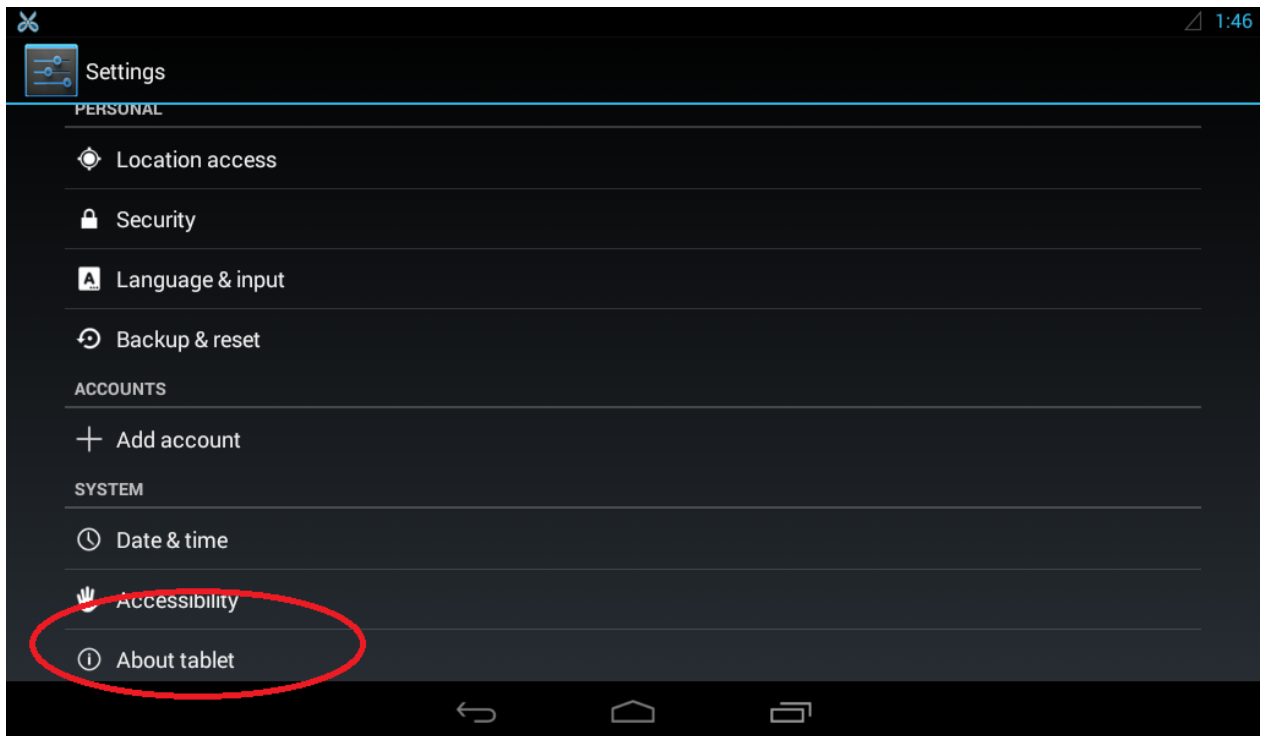 1:46
Settings
PERSONAL
Location access
Security
A Language & input
Backup & reset
ACCOUNTS
Add account
SYSTEM
Date & time
Accessibility
About tablet